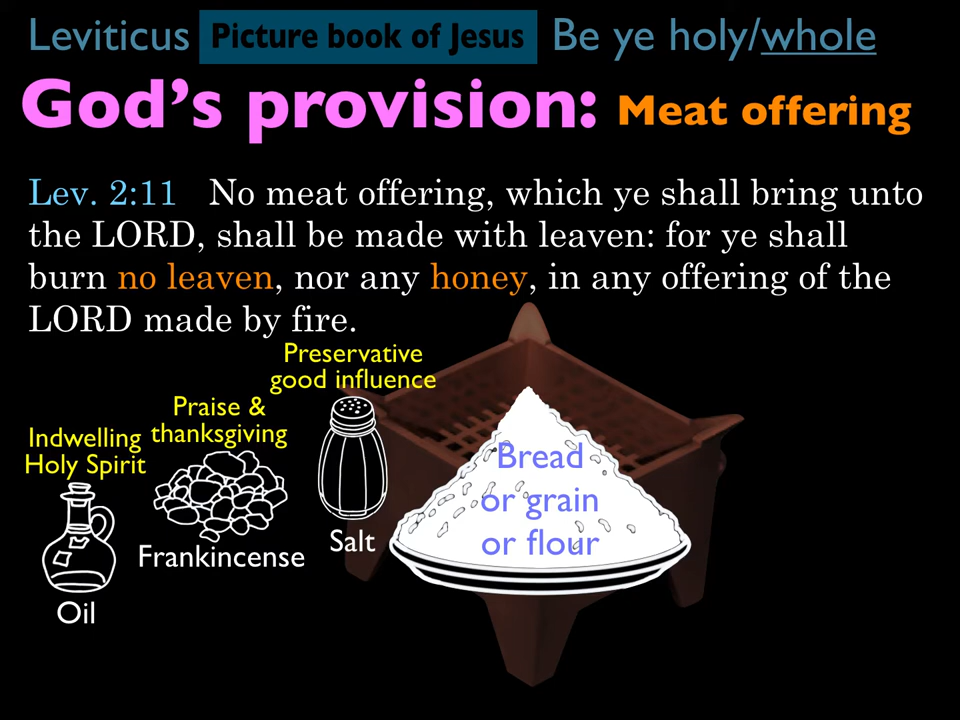 Leviticus Picture book of Jesus Be ye holy/whole
God's provision: Meat offering
Lev. 2:11 No meat offering, which ye shall bring unto
the LORD, shall be made with leaven: for ye shall
burn no leaven, nor any honey, in any offering of the
LORD made by fire.
Preservative
good influence
Praise &
thanksgiving
Indwelling
Holy Spirit
Bread
or grain
or flour
Salt
Frankincense
Oil